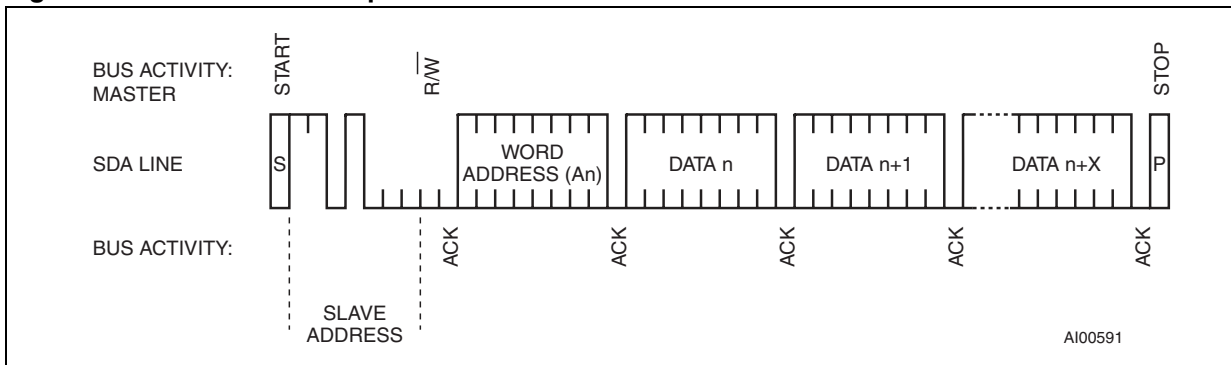 BUS ACTIVITY:
MASTER
START
R/W
STOP
SDA LINE
S
WORD
ADDRESS (An)
DATA n
DATA n+1
DATA n+X
P
BUS ACTIVITY:
ACK
ACK
ACK
ACK
ACK
SLAVE
ADDRESS
AI00591